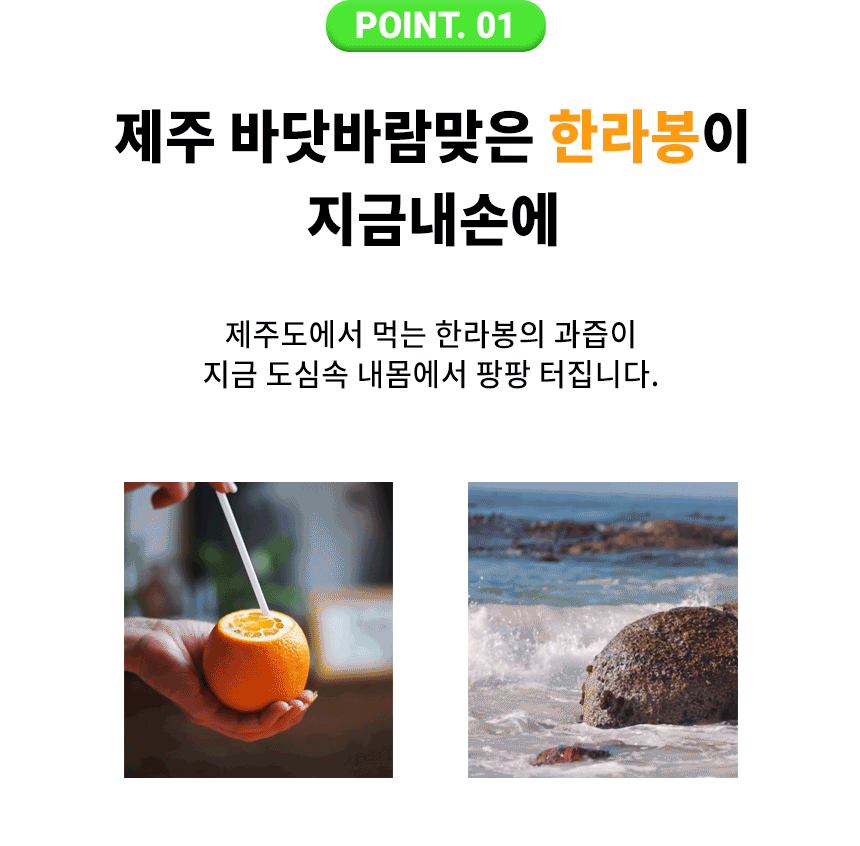 POINT. 01
제주 바닷바람맞은 한라봉이
지금내손에
제주도에서 먹는 한라봉의 과즙이
지금 도심속 내몸에서 팡팡 터집니다.